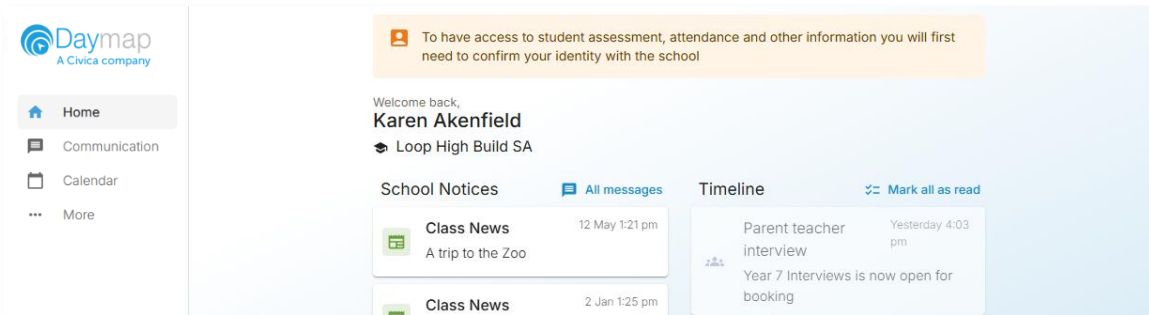 Daymap
A Civica company
Home
Communication
Calendar
More
To have access to student assessment, attendance and other information you will first
need to confirm your identity with the school
Welcome back,
Karen Akenfield
Loop High Build SA
School Notices
All messages
Class News
12 May 1:21 pm
A trip to the Zoo
Class News
2 Jan 1:25 pm
Timeline
Mark all as read
Parent teacher
interview
Yesterday 4:03
pm
Year 7 Interviews is now open for
booking